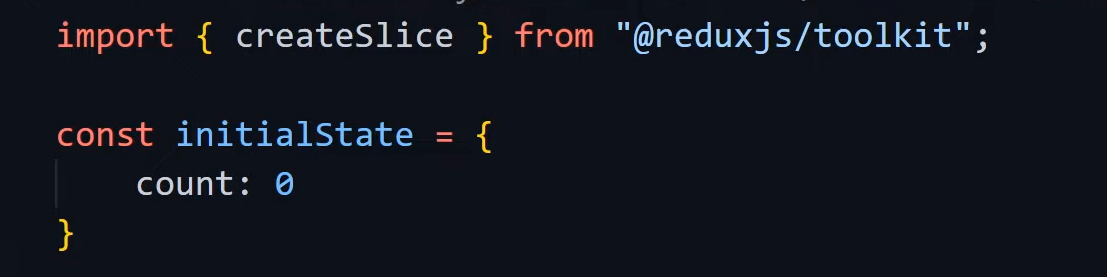 import { createSlice } from "@reduxjs/toolkit";
const initialState = {
    count: 0
}